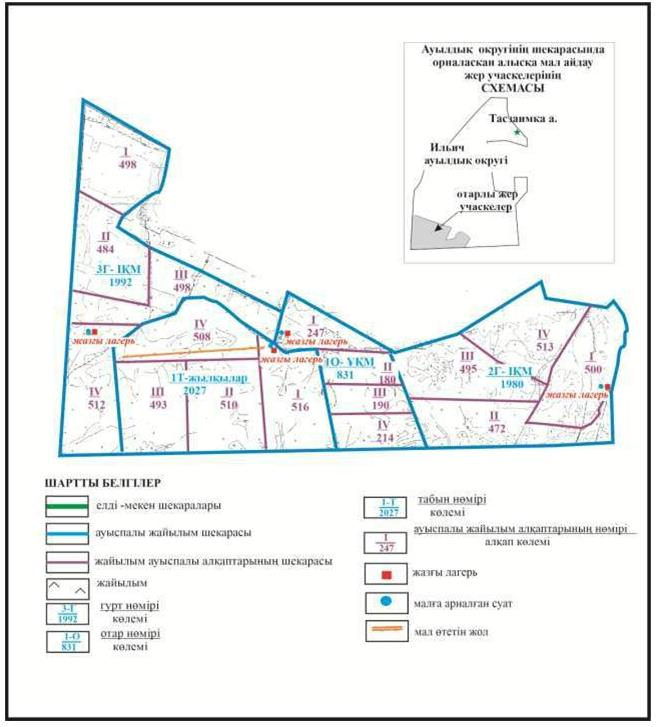 Ауылдық округінің шекарасында
орналасқан алысқа мал айдау
жер учаскелерінің
СХЕМАСЫ
Тасдаимка а.
Ильич
ауылдық округі
отарлы жер
учаскелер
I
498
II
484
3Г- ІҚМ
1992
III
498
IV
508
жазғы лагерь
I
247
жазғы лагерь
жазғы лагерь
1О- ҰҚМ
831
II
180
III
190
IV
214
1Т-жылқылар
2027
IV
512
III
493
II
510
I
516
III
495
IV
513
2Г- ІҚМ
1980
I
500
жазғы лагерь
II
472
ШАРТТЫ БЕЛГІЛЕР
елді -мекен шекаралары
ауыспалы жайылым шекарасы
жайылым ауыспалы алқаптарының шекарасы
жайылым
3-Г
1992
гурт нөмірі
көлемі
1-О
831
отар нөмірі
көлемі
1-Т
2027
табын нөмірі
көлемі
I
247
ауыспалы жайылым алқаптарының нөмірі
алқап көлемі
жазғы лагерь
малға арналған суат
мал өтетін жол